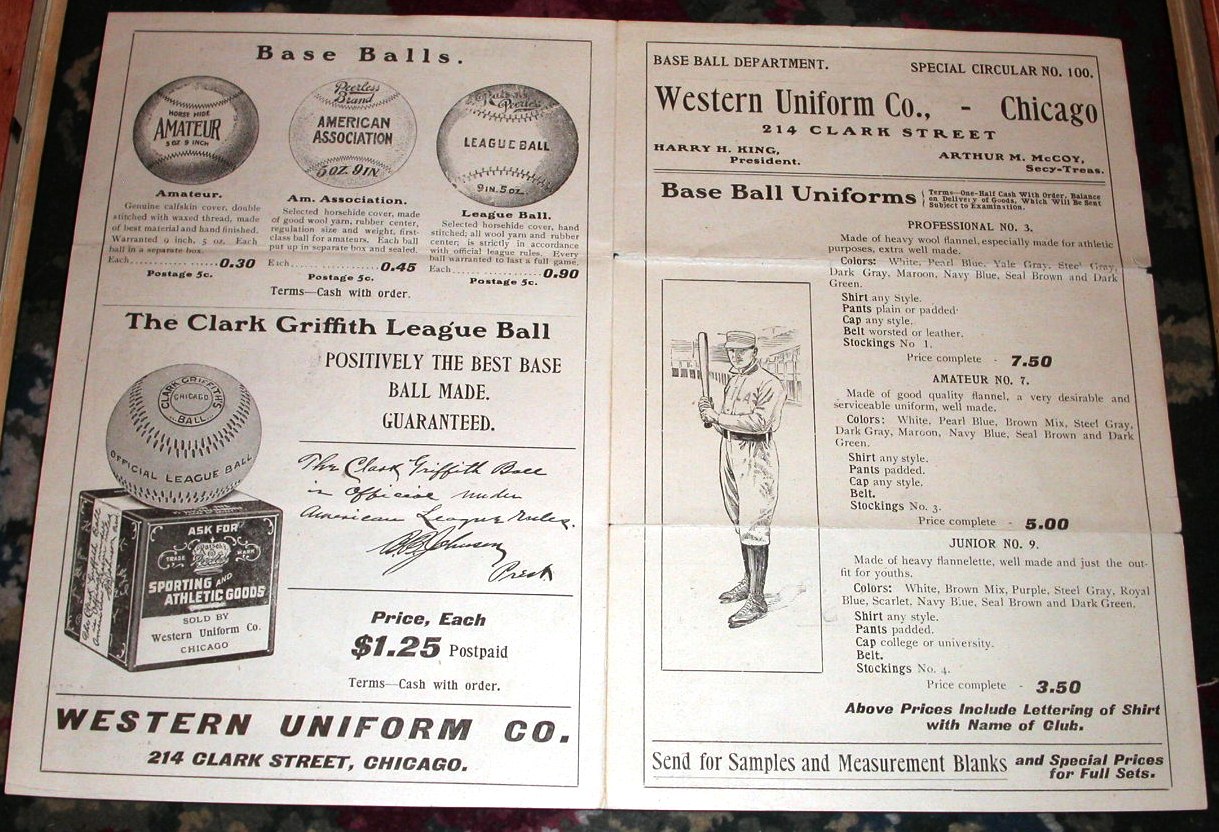 Base Balls.
HORSE HIDE
AMATEUR
5 OZ 9 INCH
Amateur.
Genuine calfskin cover, double
stitched with waxed thread, made
of best material and hand finished.
Warranted 9 inch, 5 oz. Each
ball in a separate box.
Each 0.30
Postage 5c.
Peerless
Brand
AMERICAN
ASSOCIATION
5 OZ. 9 IN.
Am. Association.
Selected horsehide cover, made
of good wool yarn, rubber center,
regulation size and weight, first-
class ball for amateurs. Each ball
put up in separate box and sealed.
Each 0.45
Postage 5c.
Peerless
LEAGUE BALL
9 IN. 5 oz.
League Ball.
Selected horsehide cover, hand
stitched; all wool yarn and rubber
center; is strictly in accordance
with official league rules. Every
ball warranted to last a full game.
Each 0.90
Postage 5c.
Terms—Cash with order.
The Clark Griffith League Ball
CLARK GRIFFITH'S
CHICAGO
BALL
OFFICIAL LEAGUE BALL
POSITIVELY THE BEST BASE
BALL MADE.
GUARANTEED.
The Clark Griffith Ball
is Official under
American League rules.
B B Johnson
Prest
ASK FOR
TRADE MARK
SPORTING AND
ATHLETIC GOODS
SOLD BY
Western Uniform Co.
CHICAGO
Price, Each
$1.25 Postpaid
Terms—Cash with order.
WESTERN UNIFORM CO.
214 CLARK STREET, CHICAGO.
BASE BALL DEPARTMENT. SPECIAL CIRCULAR NO. 100.
Western Uniform Co., - Chicago
214 CLARK STREET
HARRY H. KING,
President.
ARTHUR M. McCOY,
Secy-Treas.
Base Ball Uniforms
Terms—One-Half Cash With Order, Balance
on Delivery of Goods, Which Will Be Sent
Subject to Examination.
PROFESSIONAL NO. 3.
Made of heavy wool flannel, especially made for athletic
purposes, extra well made.
Colors: White, Pearl Blue, Yale Gray, Steel Gray,
Dark Gray, Maroon, Navy Blue, Seal Brown and Dark
Green.
Shirt any Style.
Pants plain or padded
Cap any style.
Belt worsted or leather.
Stockings No 1.
Price complete - 7.50
AMATEUR NO. 7.
Made of good quality flannel, a very desirable and
serviceable uniform, well made.
Colors: White, Pearl Blue, Brown Mix, Steel Gray,
Dark Gray, Maroon, Navy Blue, Seal Brown and Dark
Green.
Shirt any style.
Pants padded.
Cap any style.
Belt.
Stockings No. 3.
Price complete - 5.00
JUNIOR NO. 9.
Made of heavy flannelette, well made and just the out-
fit for youths.
Colors: White, Brown Mix, Purple, Steel Gray, Royal
Blue, Scarlet, Navy Blue, Seal Brown and Dark Green.
Shirt any style.
Pants padded.
Cap college or university.
Belt.
Stockings No. 4.
Price complete - 3.50
Above Prices Include Lettering of Shirt
with Name of Club.
Send for Samples and Measurement Blanks and Special Prices
for Full Sets.